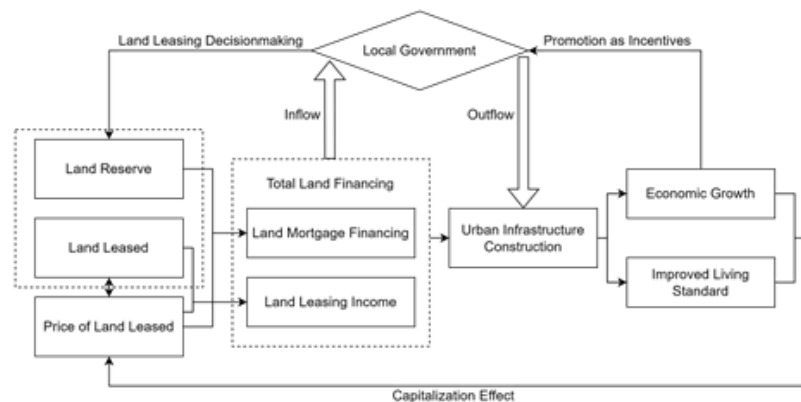 Land Leasing Decisionmaking
Local Government
Promotion as Incentives
Inflow
Outflow
Land Reserve
Total Land Financing
Economic Growth
Land Mortgage Financing
Urban Infrastructure
Construction
Land Leased
Improved Living
Standard
Land Leasing Income
Price of Land Leased
Capitalization Effect